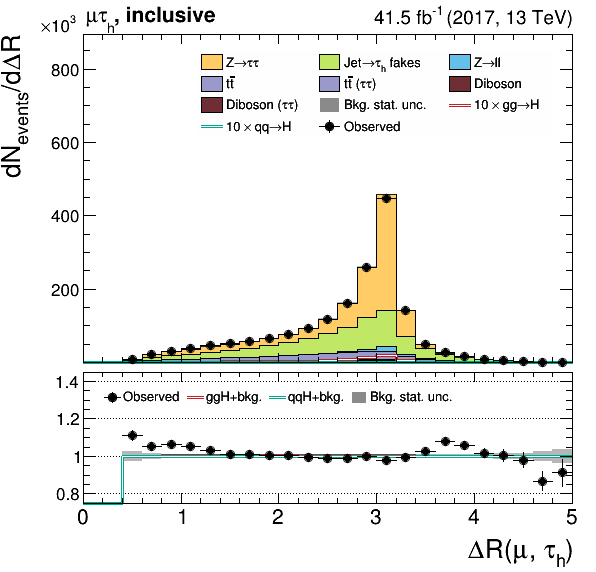 ×10³ μτₕ, inclusive 41.5 fb⁻¹ (2017, 13 TeV)
dN_events/dΔR
800
600
400
200
Z→ττ Jet→τₕ fakes Z→ll
tt̄ tt̄ (ττ) Diboson
Diboson (ττ) Bkg. stat. unc. 10 × gg→H
10 × qq→H Observed
1.4
1.2
1
0.8
Observed ggH+bkg. qqH+bkg. Bkg. stat. unc.
0 1 2 3 4 5
ΔR(μ, τₕ)